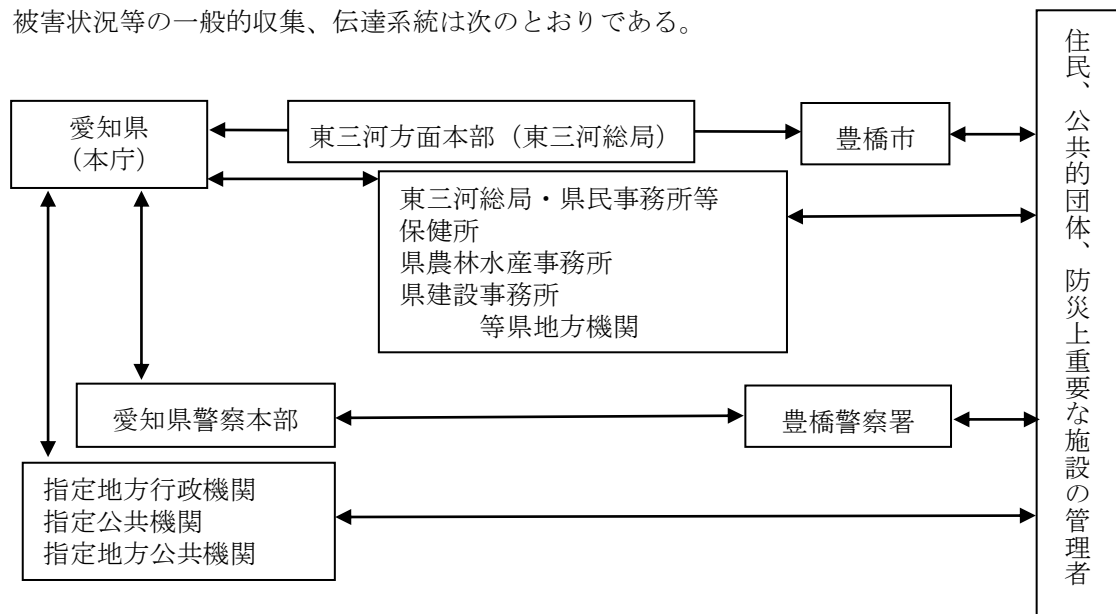 被害状況等の一般的収集、伝達系統は次のとおりである。
愛知県
(本庁)
東三河方面本部(東三河総局)
豊橋市
東三河総局・県民事務所等
保健所
県農林水産事務所
県建設事務所
等県地方機関
愛知県警察本部
豊橋警察署
指定地方行政機関
指定公共機関
指定地方公共機関
住民、公共的団体、防災上重要な施設の管理者